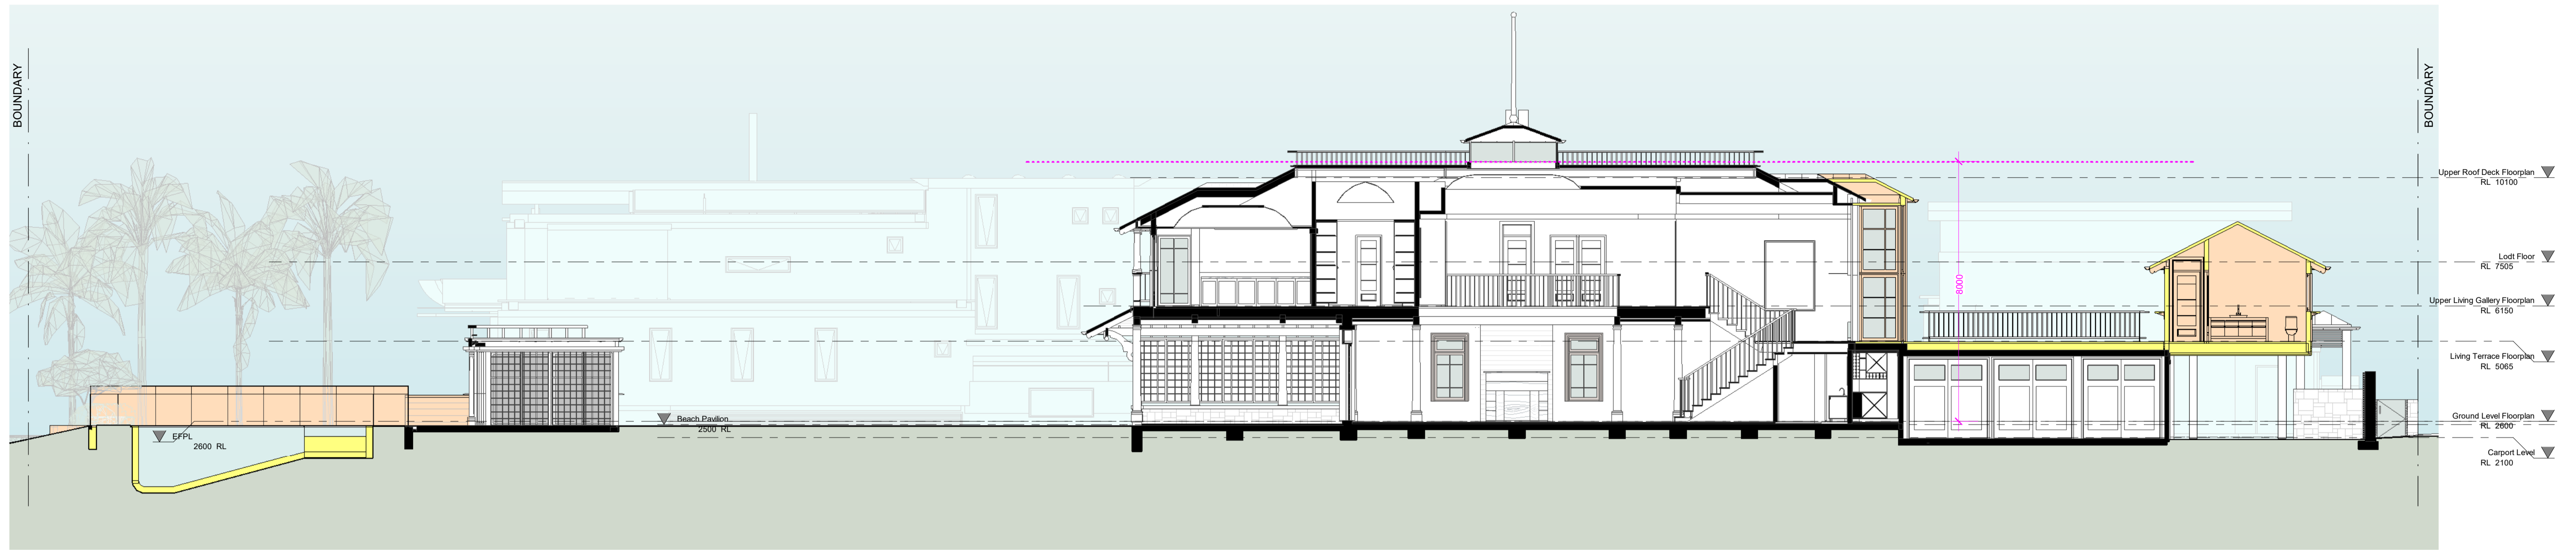 BOUNDARY
BOUNDARY
Upper Roof Deck Floorplan
RL 10100
Lodt Floor
RL 7505
8000
Upper Living Gallery Floorplan
RL 6150
Living Terrace Floorplan
RL 5065
Beach Pavilion
2500 RL
Ground Level Floorplan
RL 2600
EFPL
2600 RL
Carport Level
RL 2100